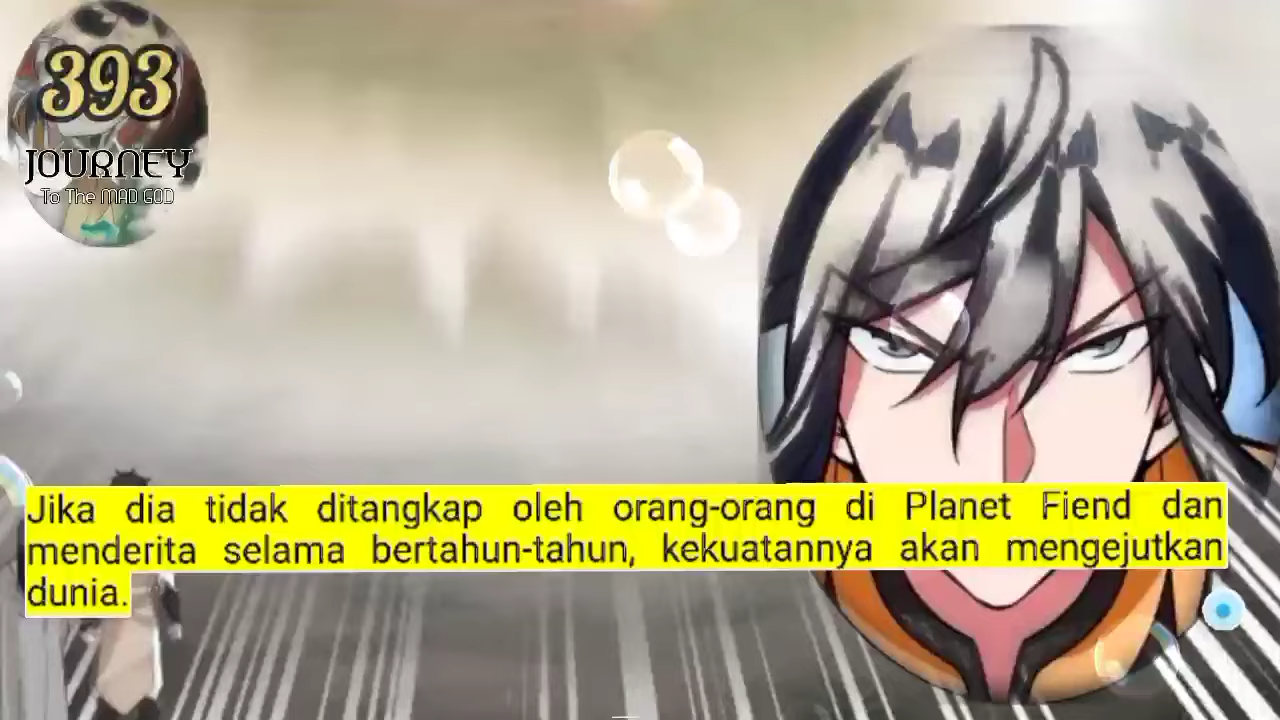 393
JOURNEY
To The MAD GOD
Jika dia tidak ditangkap oleh orang-orang di Planet Fiend dan
menderita selama bertahun-tahun, kekuatannya akan mengejutkan
dunia.